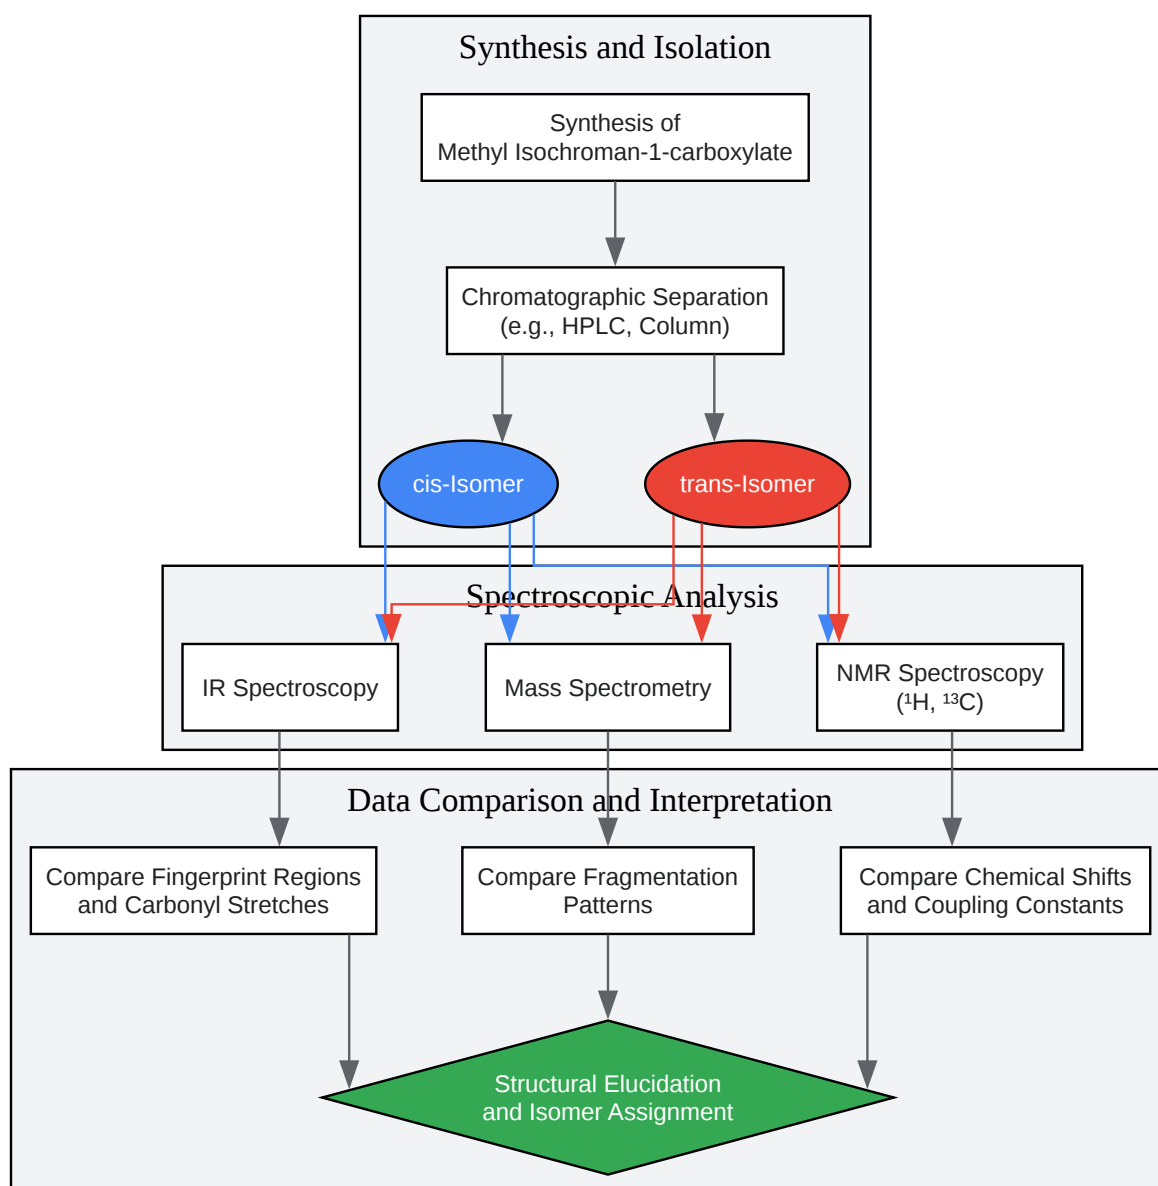 Synthesis and Isolation
Synthesis of
Methyl Isochroman-1-carboxylate
Chromatographic Separation
(e.g., HPLC, Column)
cis-Isomer
trans-Isomer
Spectroscopic Analysis
IR Spectroscopy
Mass Spectrometry
NMR Spectroscopy
(¹H, ¹³C)
Data Comparison and Interpretation
Compare Fingerprint Regions
and Carbonyl Stretches
Compare Fragmentation
Patterns
Compare Chemical Shifts
and Coupling Constants
Structural Elucidation
and Isomer Assignment